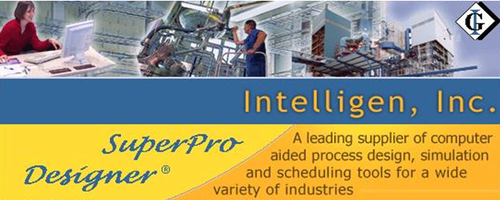 Intelligen, Inc.
SuperPro
Designer®
A leading supplier of computer
aided process design, simulation
and scheduling tools for a wide
variety of industries